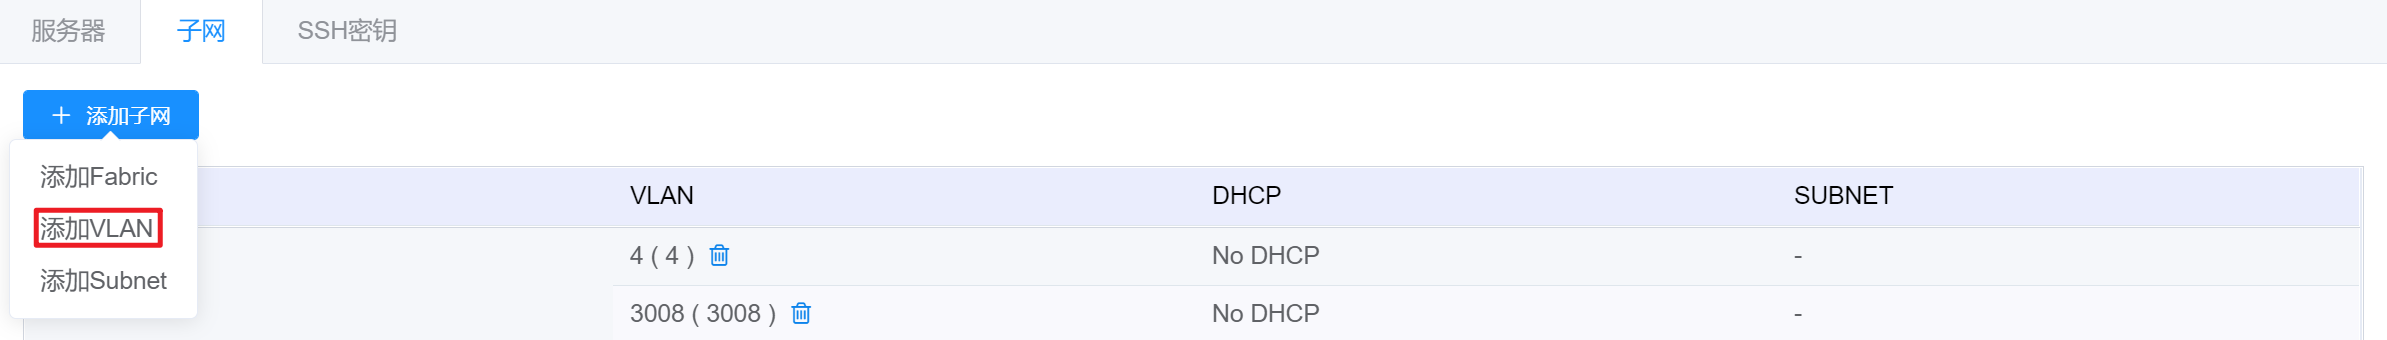 服务器 子网 SSH密钥
添加子网
添加Fabric
添加VLAN
添加Subnet
VLAN DHCP SUBNET
4 ( 4 ) No DHCP -
3008 ( 3008 ) No DHCP -